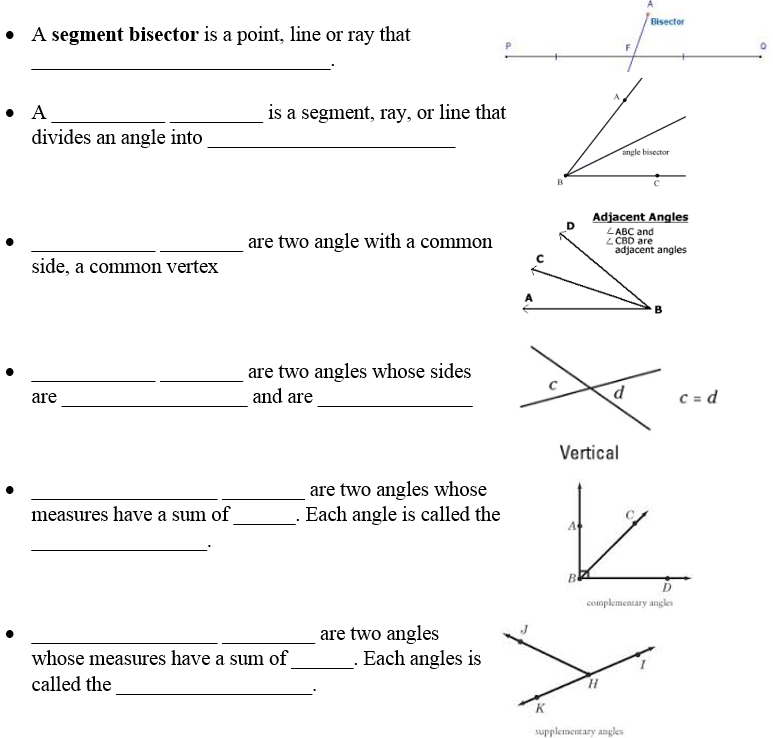 • A segment bisector is a point, line or ray that
______________________________.
A
Bisector
P
F
Q
• A ___________ _________ is a segment, ray, or line that
divides an angle into ________________________
A
angle bisector
B
C
• ____________ ________ are two angle with a common
side, a common vertex
Adjacent Angles
∠ABC and
∠CBD are
adjacent angles
D
C
A
B
• ____________ ________ are two angles whose sides
are __________________ and are _______________
c
d
c = d
Vertical
• __________________ ________ are two angles whose
measures have a sum of ______. Each angle is called the
_________________.
A
C
B
D
complementary angles
• __________________ _________ are two angles
whose measures have a sum of ______. Each angles is
called the ___________________.
J
I
H
K
supplementary angles